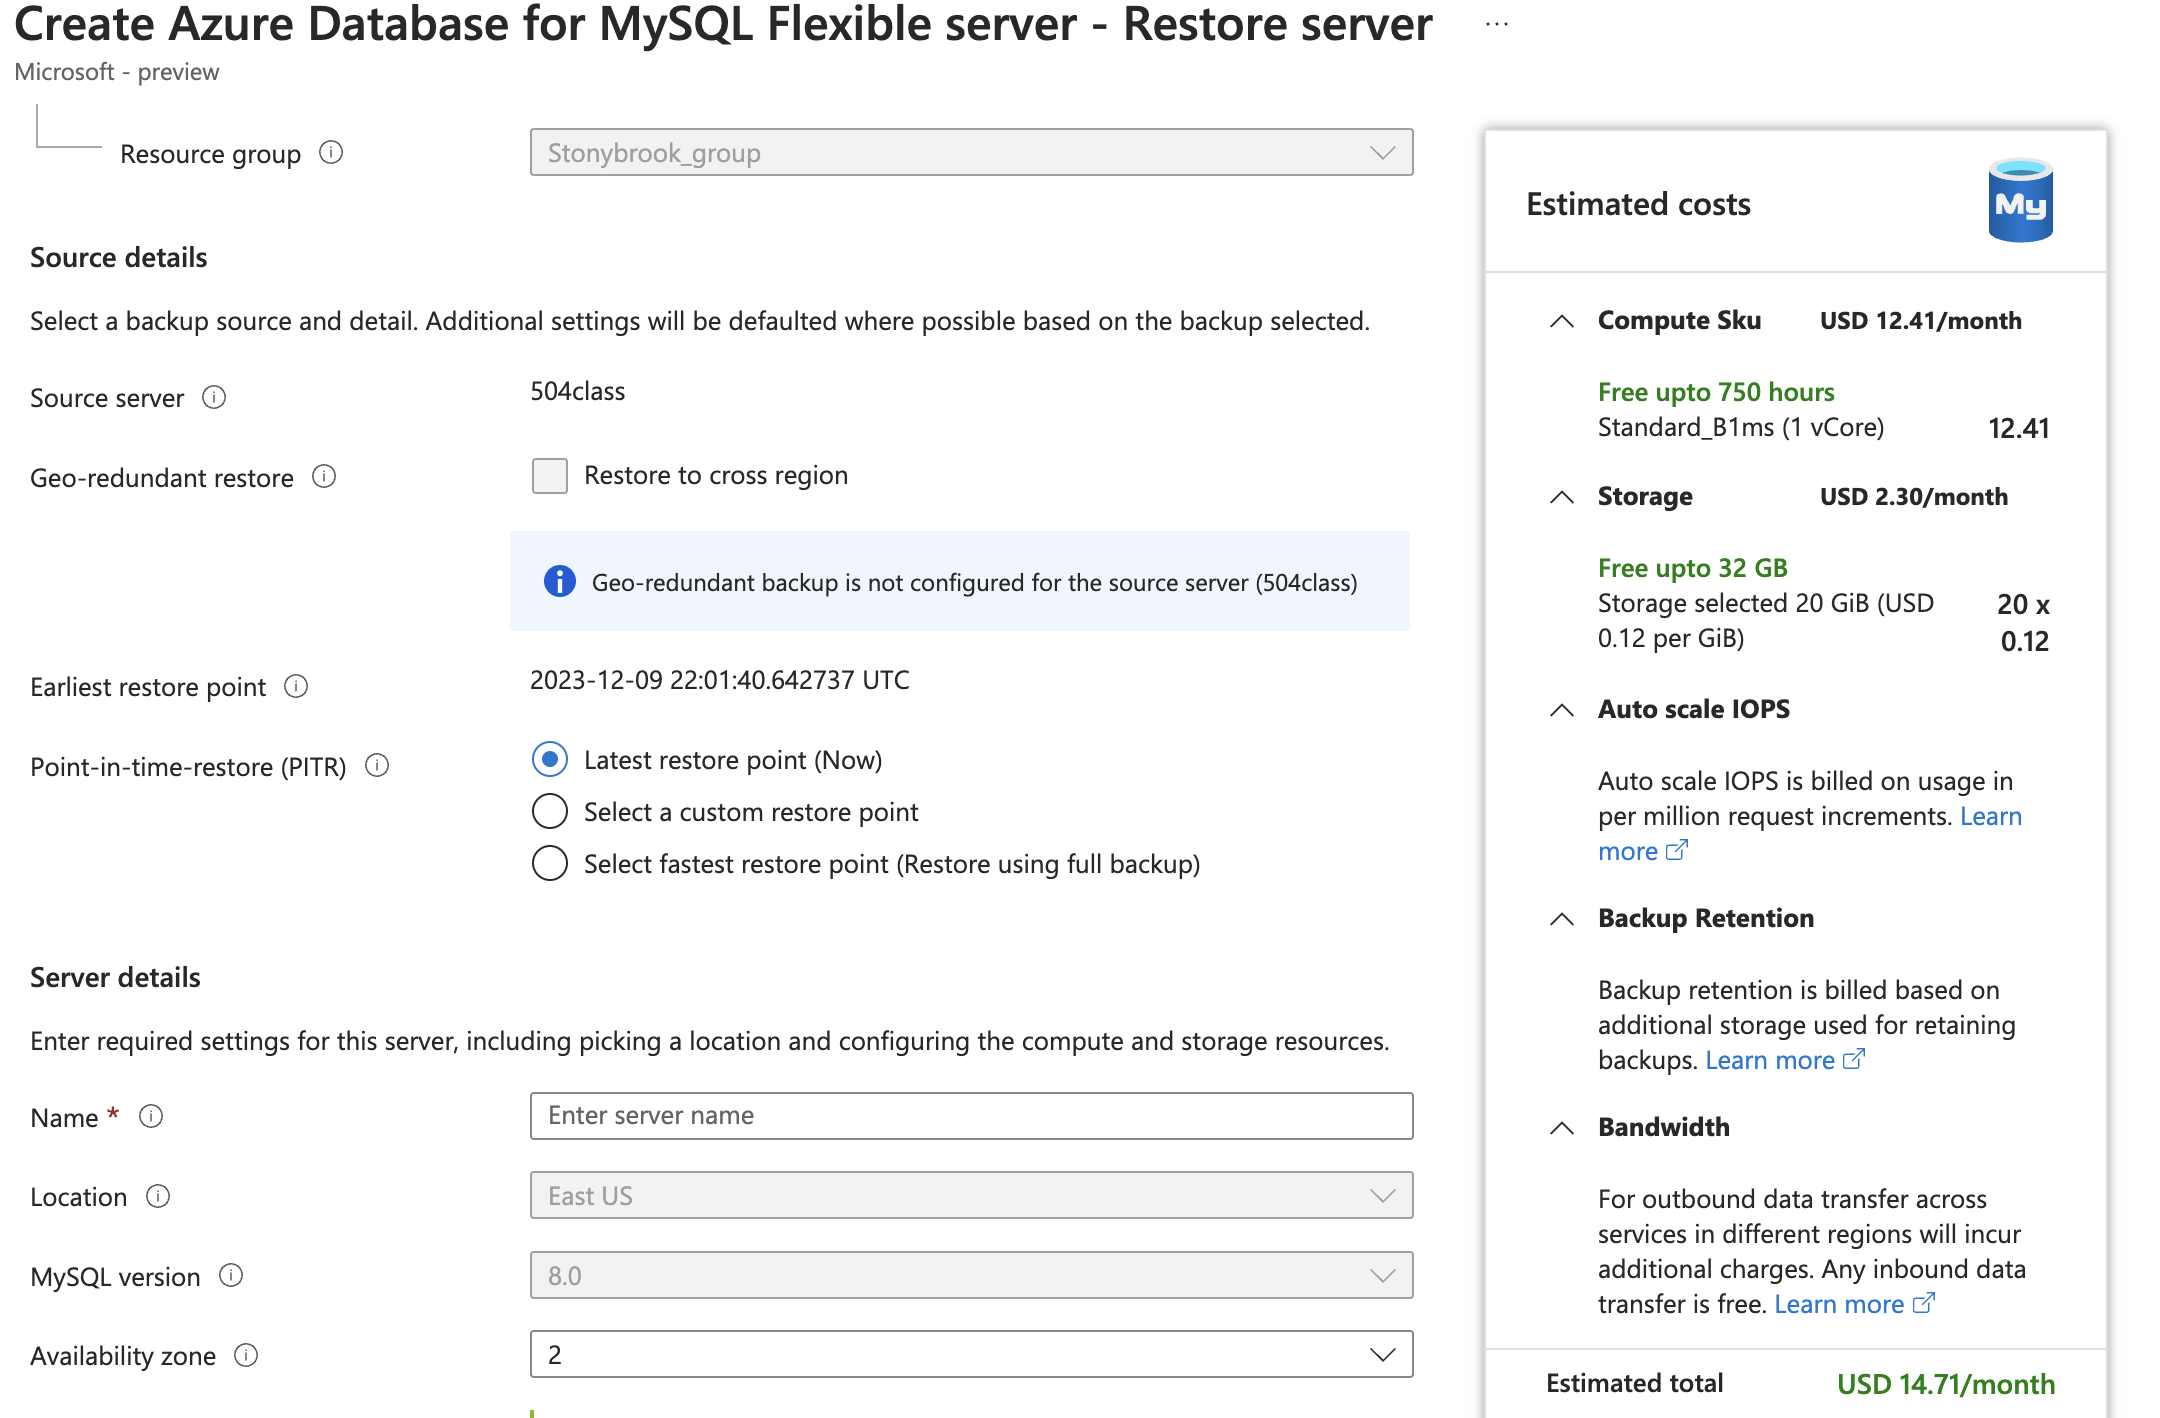 Create Azure Database for MySQL Flexible server - Restore server ...
Microsoft - preview
Resource group
Stonybrook_group
Source details
Select a backup source and detail. Additional settings will be defaulted where possible based on the backup selected.
Source server
504class
Geo-redundant restore
Restore to cross region
Geo-redundant backup is not configured for the source server (504class)
Earliest restore point
2023-12-09 22:01:40.642737 UTC
Point-in-time-restore (PITR)
Latest restore point (Now)
Select a custom restore point
Select fastest restore point (Restore using full backup)
Server details
Enter required settings for this server, including picking a location and configuring the compute and storage resources.
Name *
Enter server name
Location
East US
MySQL version
8.0
Availability zone
2
Estimated costs
My
Compute Sku USD 12.41/month
Free upto 750 hours
Standard_B1ms (1 vCore) 12.41
Storage USD 2.30/month
Free upto 32 GB
Storage selected 20 GiB (USD 20 x
0.12 per GiB) 0.12
Auto scale IOPS
Auto scale IOPS is billed on usage in
per million request increments. Learn
more
Backup Retention
Backup retention is billed based on
additional storage used for retaining
backups. Learn more
Bandwidth
For outbound data transfer across
services in different regions will incur
additional charges. Any inbound data
transfer is free. Learn more
Estimated total USD 14.71/month